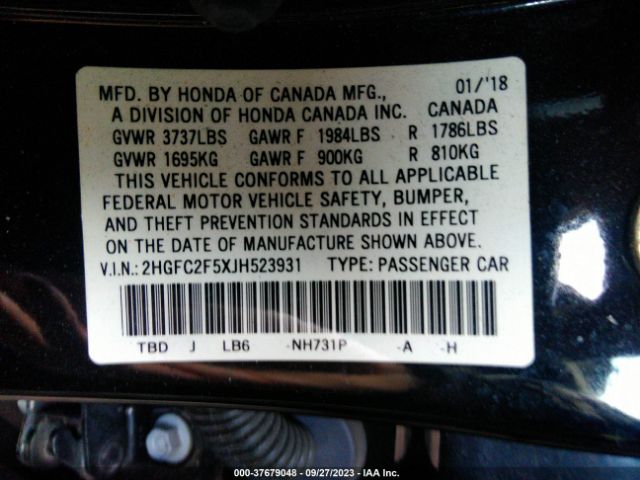 MFD. BY HONDA OF CANADA MFG., 01/'18
A DIVISION OF HONDA CANADA INC. CANADA
GVWR 3737LBS GAWR F 1984LBS R 1786LBS
GVWR 1695KG GAWR F 900KG R 810KG
THIS VEHICLE CONFORMS TO ALL APPLICABLE
FEDERAL MOTOR VEHICLE SAFETY, BUMPER,
AND THEFT PREVENTION STANDARDS IN EFFECT
ON THE DATE OF MANUFACTURE SHOWN ABOVE.
V.I.N.: 2HGFC2F5XJH523931 TYPE: PASSENGER CAR
TBD J LB6 -NH731P -A -H
000-37679048 — 09/27/2023 — IAA Inc.